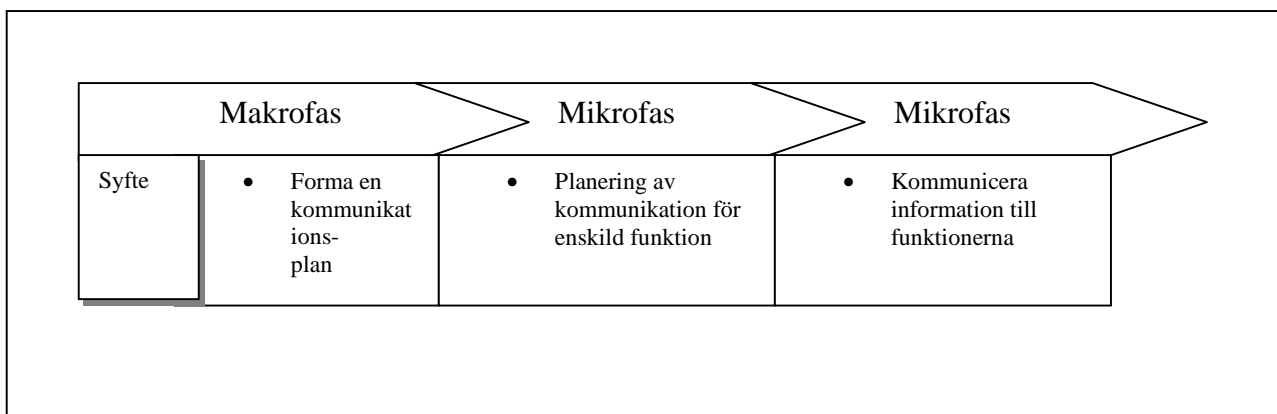 Makrofas
Mikrofas
Mikrofas
Syfte
• Forma en
kommunikat
ions-
plan
• Planering av
kommunikation för
enskild funktion
• Kommunicera
information till
funktionerna